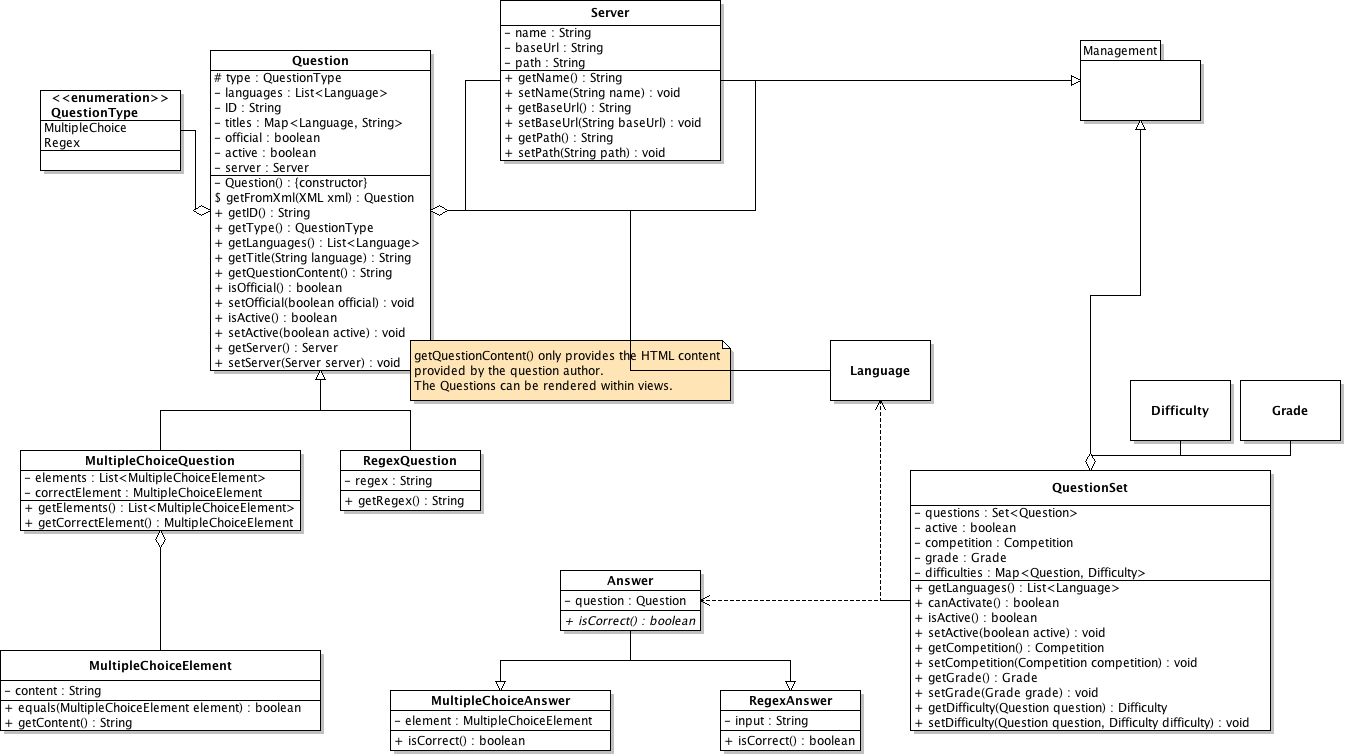 Server
- name : String
- baseUrl : String
- path : String
+ getName() : String
+ setName(String name) : void
+ getBaseUrl() : String
+ setBaseUrl(String baseUrl) : void
+ getPath() : String
+ setPath(String path) : void
Management
Question
# type : QuestionType
- languages : List<Language>
- ID : String
- titles : Map<Language, String>
- official : boolean
- active : boolean
- server : Server
- Question() : {constructor}
$ getFromXml(XML xml) : Question
+ getID() : String
+ getType() : QuestionType
+ getLanguages() : List<Language>
+ getTitle(String language) : String
+ getQuestionContent() : String
+ isOfficial() : boolean
+ setOfficial(boolean official) : void
+ isActive() : boolean
+ setActive(boolean active) : void
+ getServer() : Server
+ setServer(Server server) : void
<<enumeration>>
QuestionType
MultipleChoice
Regex
getQuestionContent() only provides the HTML content
provided by the question author.
The Questions can be rendered within views.
Language
Difficulty
Grade
MultipleChoiceQuestion
- elements : List<MultipleChoiceElement>
- correctElement : MultipleChoiceElement
+ getElements() : List<MultipleChoiceElement>
+ getCorrectElement() : MultipleChoiceElement
RegexQuestion
- regex : String
+ getRegex() : String
QuestionSet
- questions : Set<Question>
- active : boolean
- competition : Competition
- grade : Grade
- difficulties : Map<Question, Difficulty>
+ getLanguages() : List<Language>
+ canActivate() : boolean
+ isActive() : boolean
+ setActive(boolean active) : void
+ getCompetition() : Competition
+ setCompetition(Competition competition) : void
+ getGrade() : Grade
+ setGrade(Grade grade) : void
+ getDifficulty(Question question) : Difficulty
+ setDifficulty(Question question, Difficulty difficulty) : void
Answer
- question : Question
+ isCorrect() : boolean
MultipleChoiceElement
- content : String
+ equals(MultipleChoiceElement element) : boolean
+ getContent() : String
MultipleChoiceAnswer
- element : MultipleChoiceElement
+ isCorrect() : boolean
RegexAnswer
- input : String
+ isCorrect() : boolean